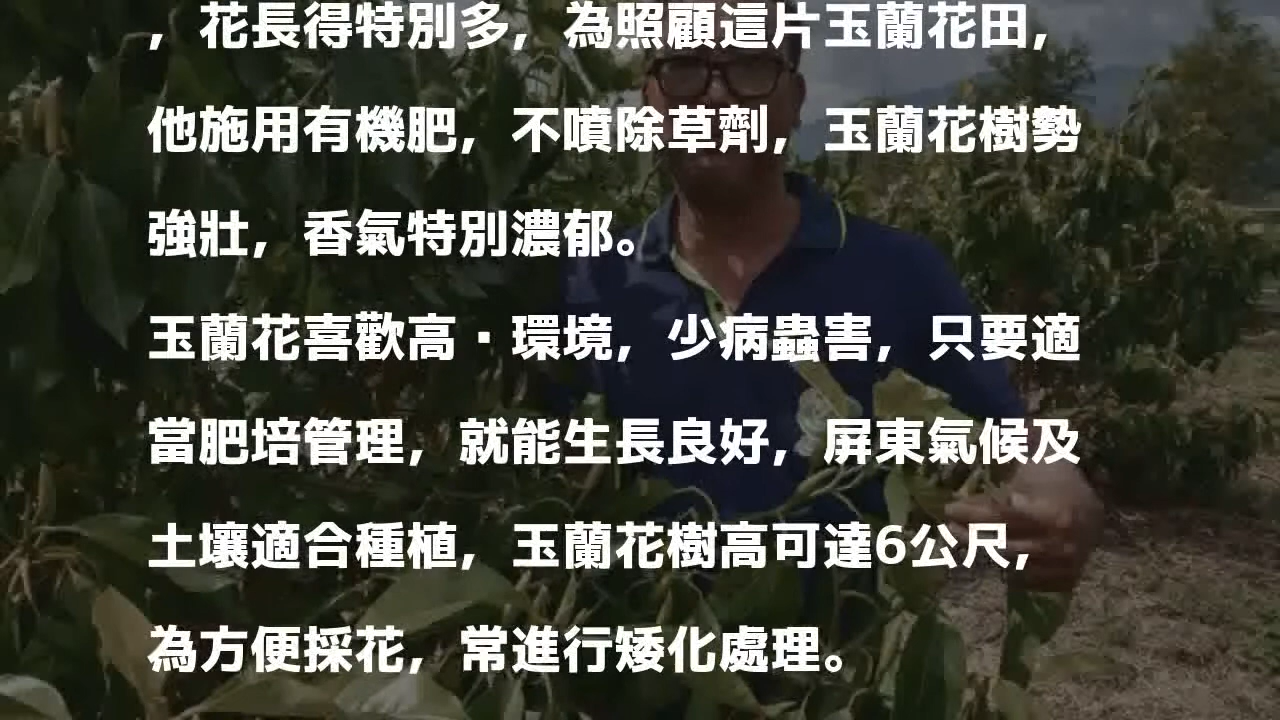 ，花長得特別多，為照顧這片玉蘭花田，
他施用有機肥，不噴除草劑，玉蘭花樹勢
強壯，香氣特別濃郁。
玉蘭花喜歡高·環境，少病蟲害，只要適
當肥培管理，就能生長良好，屏東氣候及
土壤適合種植，玉蘭花樹高可達6公尺，
為方便採花，常進行矮化處理。